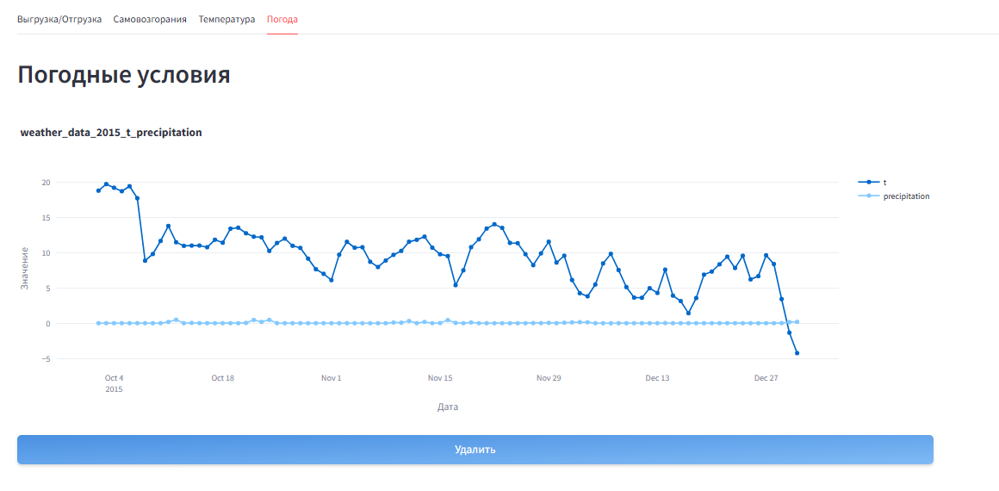 Выгрузка/Отгрузка Самовозгорания Температура Погода
Погодные условия
weather_data_2015_t_precipitation
20
15
10
5
0
−5
Значение
Oct 4 Oct 18 Nov 1 Nov 15 Nov 29 Dec 13 Dec 27
2015
Дата
t
precipitation
Удалить